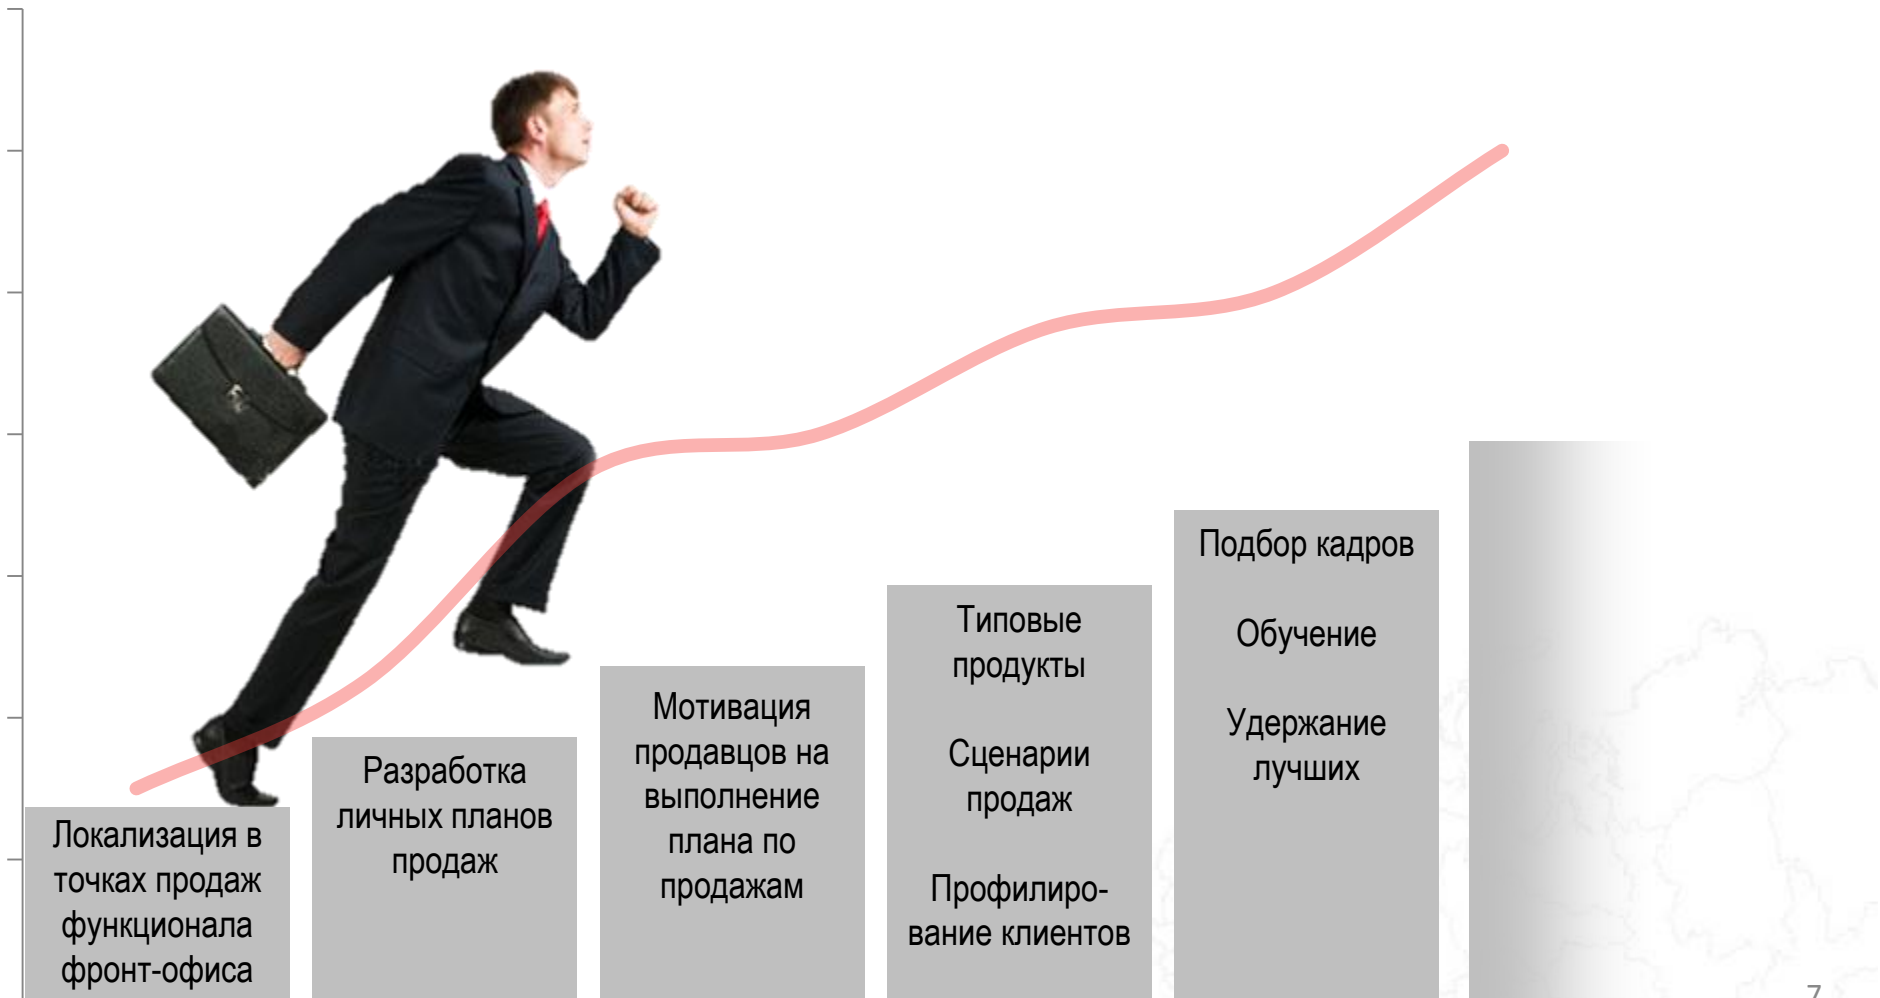 Локализация в
точках продаж
функционала
фронт-офиса
Разработка
личных планов
продаж
Мотивация
продавцов на
выполнение
плана по
продажам
Типовые
продукты
Сценарии
продаж
Профилиро-
вание клиентов
Подбор кадров
Обучение
Удержание
лучших
7